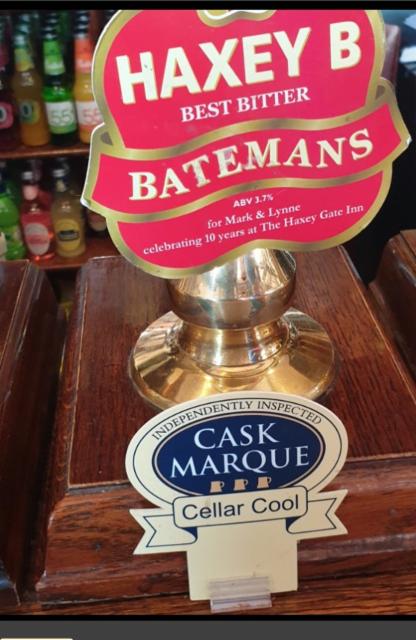 HAXEY B
BEST BITTER
BATEMANS
ABV 3.7%
for Mark & Lynne
celebrating 10 years at The Haxey Gate Inn
INDEPENDENTLY INSPECTED
CASK
MARQUE
Cellar Cool